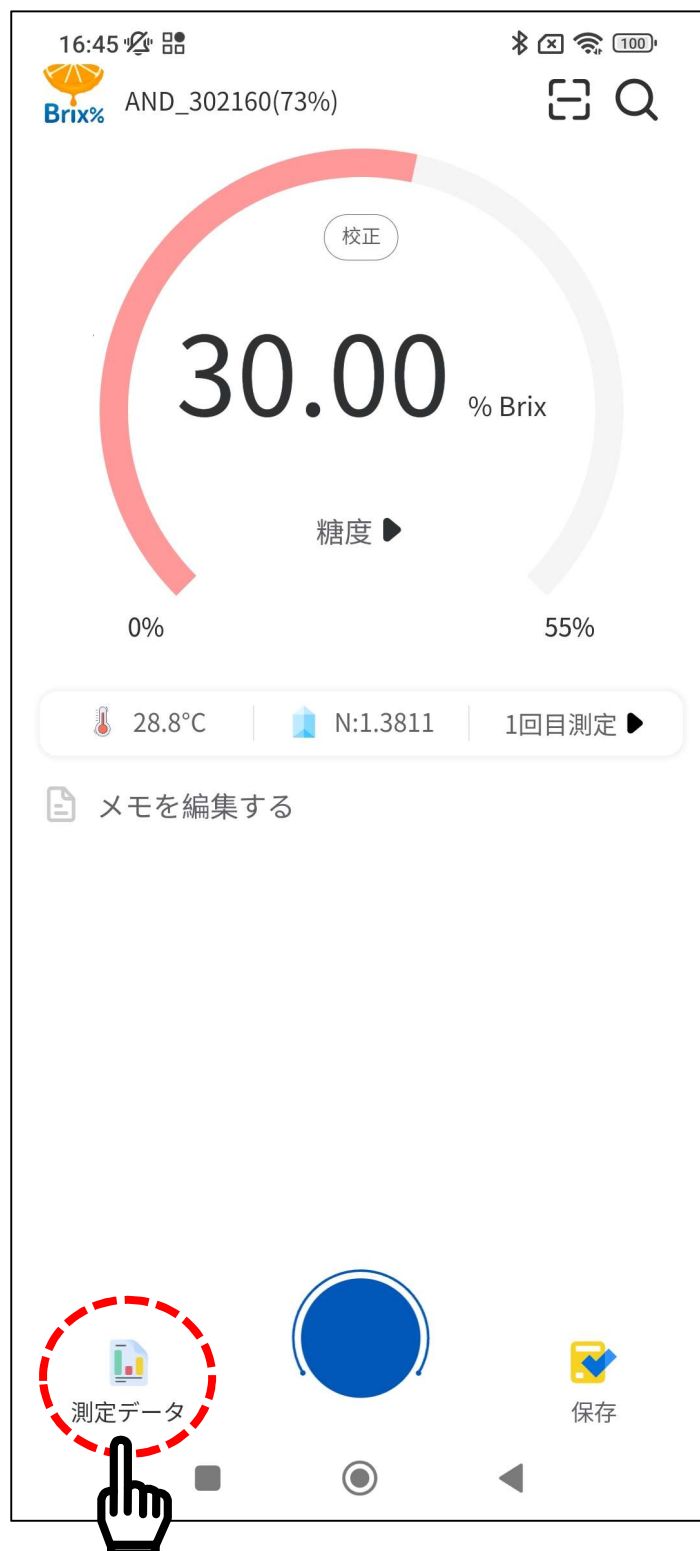 16:45
100
Brix%
AND_302160(73%)
校正
30.00 % Brix
糖度
0%
55%
28.8°C
N:1.3811
1回目測定
メモを編集する
測定データ
保存